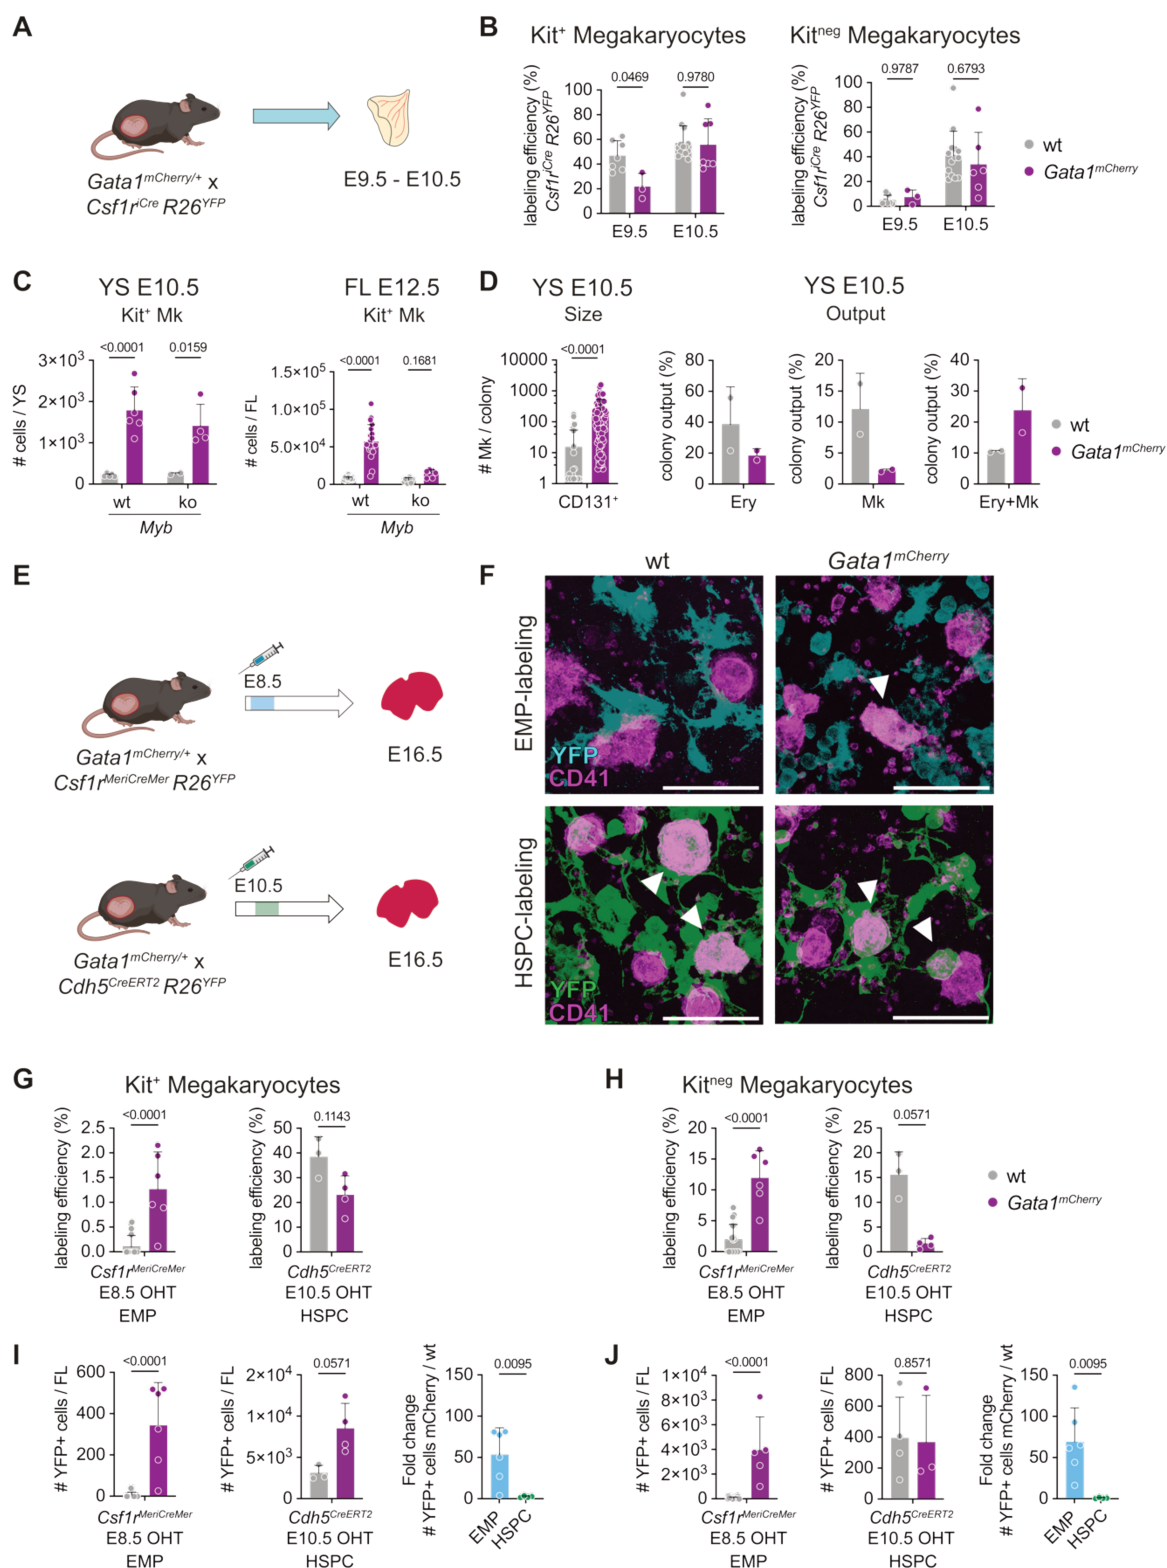 A
Gata1mCherry/+ x
Csf1riCre R26YFP
E9.5 - E10.5
B
Kit+ Megakaryocytes
labeling efficiency (%)
Csf1riCre R26YFP
0.0469
0.9780
100
80
60
40
20
0
E9.5
E10.5
Kitneg Megakaryocytes
labeling efficiency (%)
Csf1riCre R26YFP
0.9787
0.6793
100
80
60
40
20
0
E9.5
E10.5
wt
Gata1mCherry
C
YS E10.5
Kit+ Mk
# cells / YS
<0.0001
0.0159
3×10³
2×10³
1×10³
0
wt
ko
Myb
FL E12.5
Kit+ Mk
# cells / FL
<0.0001
0.1681
1.5×10⁵
1.0×10⁵
5.0×10⁴
0
wt
ko
Myb
D
YS E10.5
Size
# Mk / colony
<0.0001
10000
1000
100
10
1
CD131+
YS E10.5
Output
colony output (%)
80
60
40
20
0
Ery
colony output (%)
20
15
10
5
0
Mk
colony output (%)
40
30
20
10
0
Ery+Mk
wt
Gata1mCherry
E
E8.5
Gata1mCherry/+ x
Csf1rMeriCreMer R26YFP
E16.5
E10.5
Gata1mCherry/+ x
Cdh5CreERT2 R26YFP
E16.5
F
wt
Gata1mCherry
EMP-labeling
YFP
CD41
HSPC-labeling
YFP
CD41
G
Kit+ Megakaryocytes
labeling efficiency (%)
<0.0001
2.5
2.0
1.5
1.0
0.5
0.0
Csf1rMeriCreMer
E8.5 OHT
EMP
labeling efficiency (%)
0.1143
50
40
30
20
10
0
Cdh5CreERT2
E10.5 OHT
HSPC
H
Kitneg Megakaryocytes
labeling efficiency (%)
<0.0001
20
15
10
5
0
Csf1rMeriCreMer
E8.5 OHT
EMP
labeling efficiency (%)
0.0571
25
20
15
10
5
0
Cdh5CreERT2
E10.5 OHT
HSPC
wt
Gata1mCherry
I
# YFP+ cells / FL
<0.0001
600
400
200
0
Csf1rMeriCreMer
E8.5 OHT
EMP
# YFP+ cells / FL
0.0571
2×10⁴
1×10⁴
5×10³
0
Cdh5CreERT2
E10.5 OHT
HSPC
Fold change
# YFP+ cells mCherry / wt
0.0095
150
100
50
0
EMP
HSPC
J
# YFP+ cells / FL
<0.0001
1×10⁴
8×10³
6×10³
4×10³
2×10³
0
Csf1rMeriCreMer
E8.5 OHT
EMP
# YFP+ cells / FL
0.8571
800
600
400
200
0
Cdh5CreERT2
E10.5 OHT
HSPC
Fold change
# YFP+ cells mCherry / wt
0.0095
150
100
50
0
EMP
HSPC